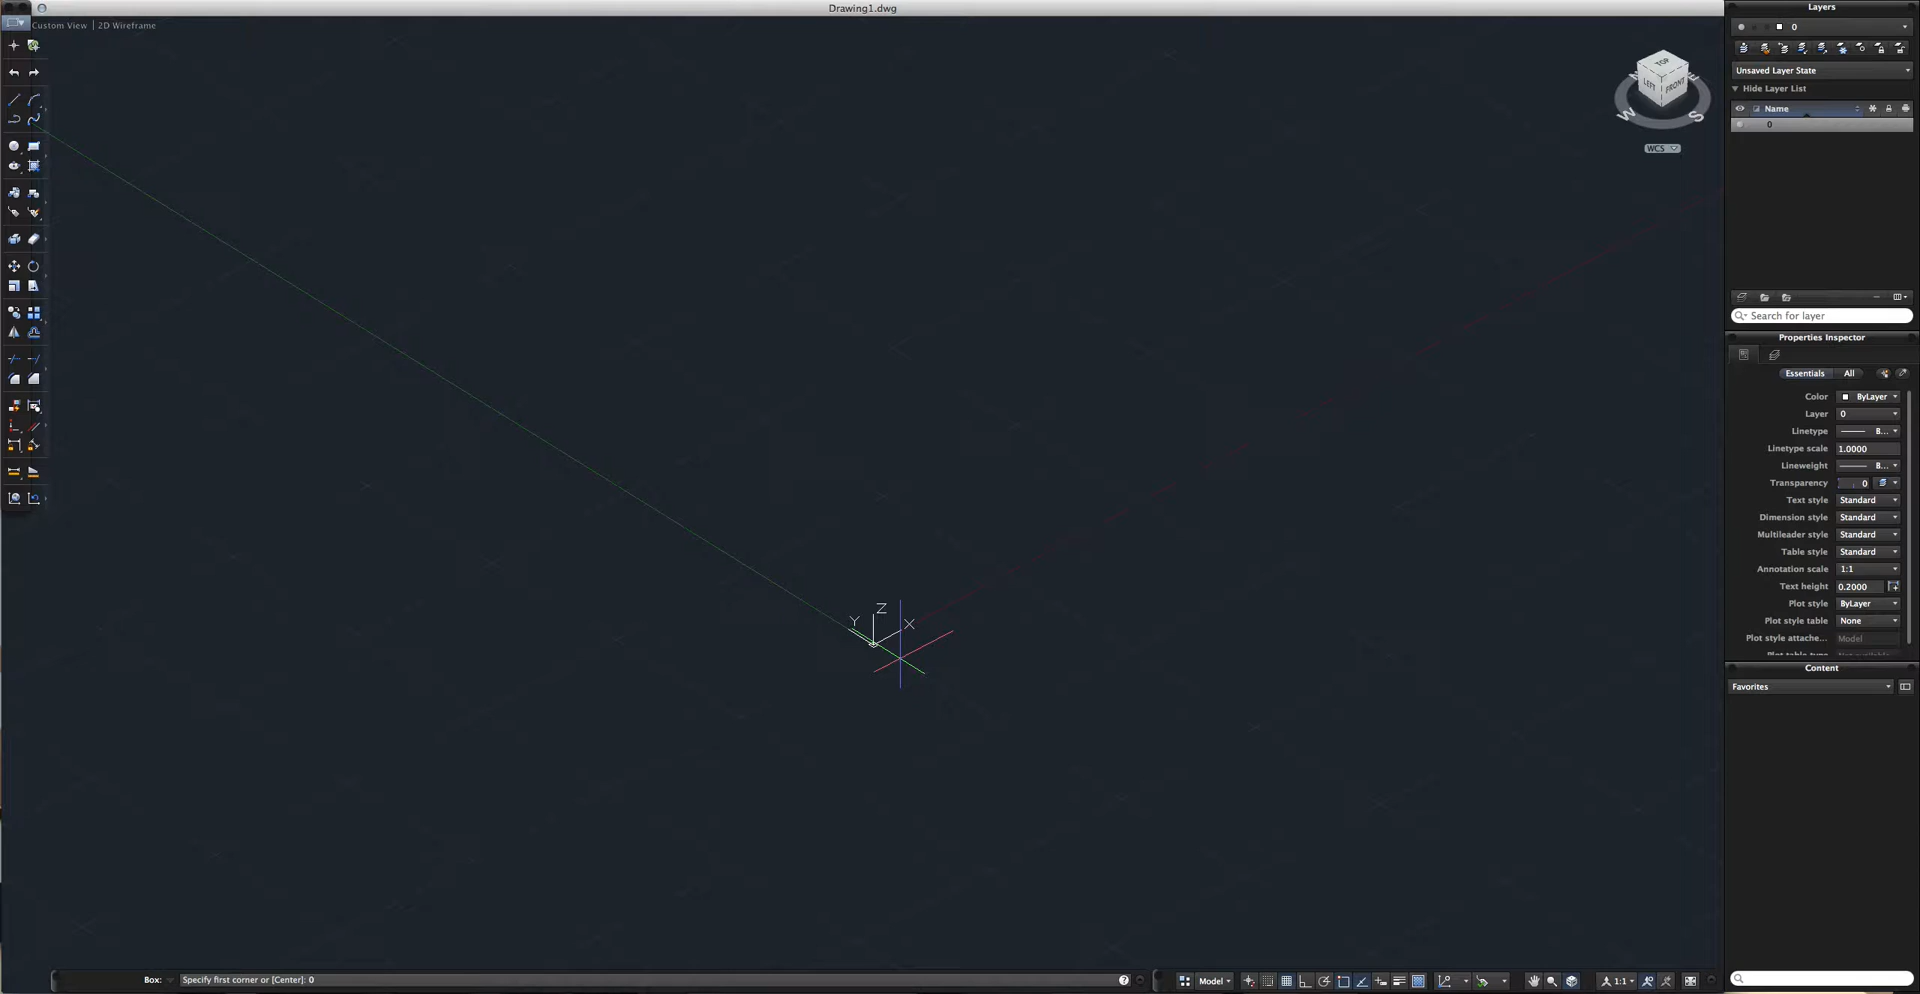 Drawing1.dwg
Custom View | 2D Wireframe
TOP
LEFT
FRONT
W
S
WCS
Z
Y
X
Box: Specify first corner or [Center]: 0
Model
1:1
Layers
0
Unsaved Layer State
Hide Layer List
Name
0
Search for layer
Properties Inspector
Essentials All
Color ByLayer
Layer 0
Linetype B...
Linetype scale 1.0000
Lineweight B...
Transparency 0
Text style Standard
Dimension style Standard
Multileader style Standard
Table style Standard
Annotation scale 1:1
Text height 0.2000
Plot style ByLayer
Plot style table None
Plot style attache... Model
Content
Favorites